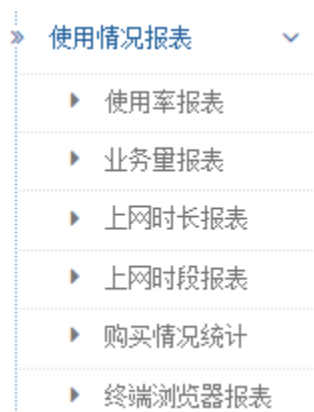 使用情况报表
使用率报表
业务量报表
上网时长报表
上网时段报表
购买情况统计
终端浏览器报表